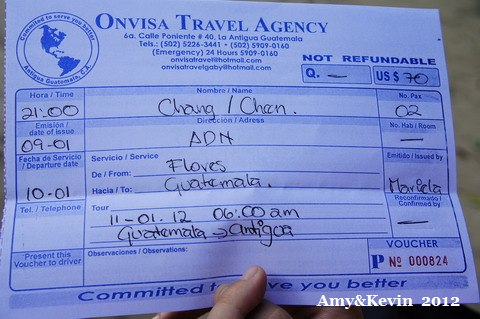 Committed to serve you better
Antigua Guatemala, C.A.
ONVISA TRAVEL AGENCY
6a. Calle Poniente # 40, La Antigua Guatemala
Tels.: (502) 5226-3441 • (502) 5909-0160
(Emergency) 24 Hours (502) 5909-0160
onvisatravel@hotmail.com
onvisatravelgaby@hotmail.com
NOT REFUNDABLE
Q. — US $ 70
Hora / Time
21:00
Nombre / Name
Chang / Chen.
No. Pax
02
Emisión / date of issue
09-01
Dirección / Adress
ADN
No. Hab / Room
—
Fecha de Servicio / Departure date
10-01
Servicio / Service
De / From: Flores
Hacia / To: Guatemala.
Emitido / Issued by
Mariela
Tel. / Telephone
Tour
11-01.12 06:00 am
Guatemala -> Antigua
Reconfirmado / Confirmed by
—
Present this Voucher to driver
Observaciones / Observations:
VOUCHER
P Nº 000824
Committed to serve you better
Amy&Kevin 2012